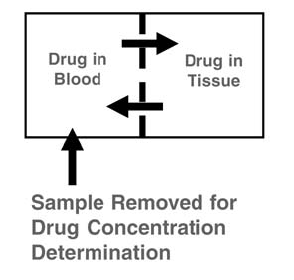 Drug in
Blood
Drug in
Tissue
Sample Removed for
Drug Concentration
Determination